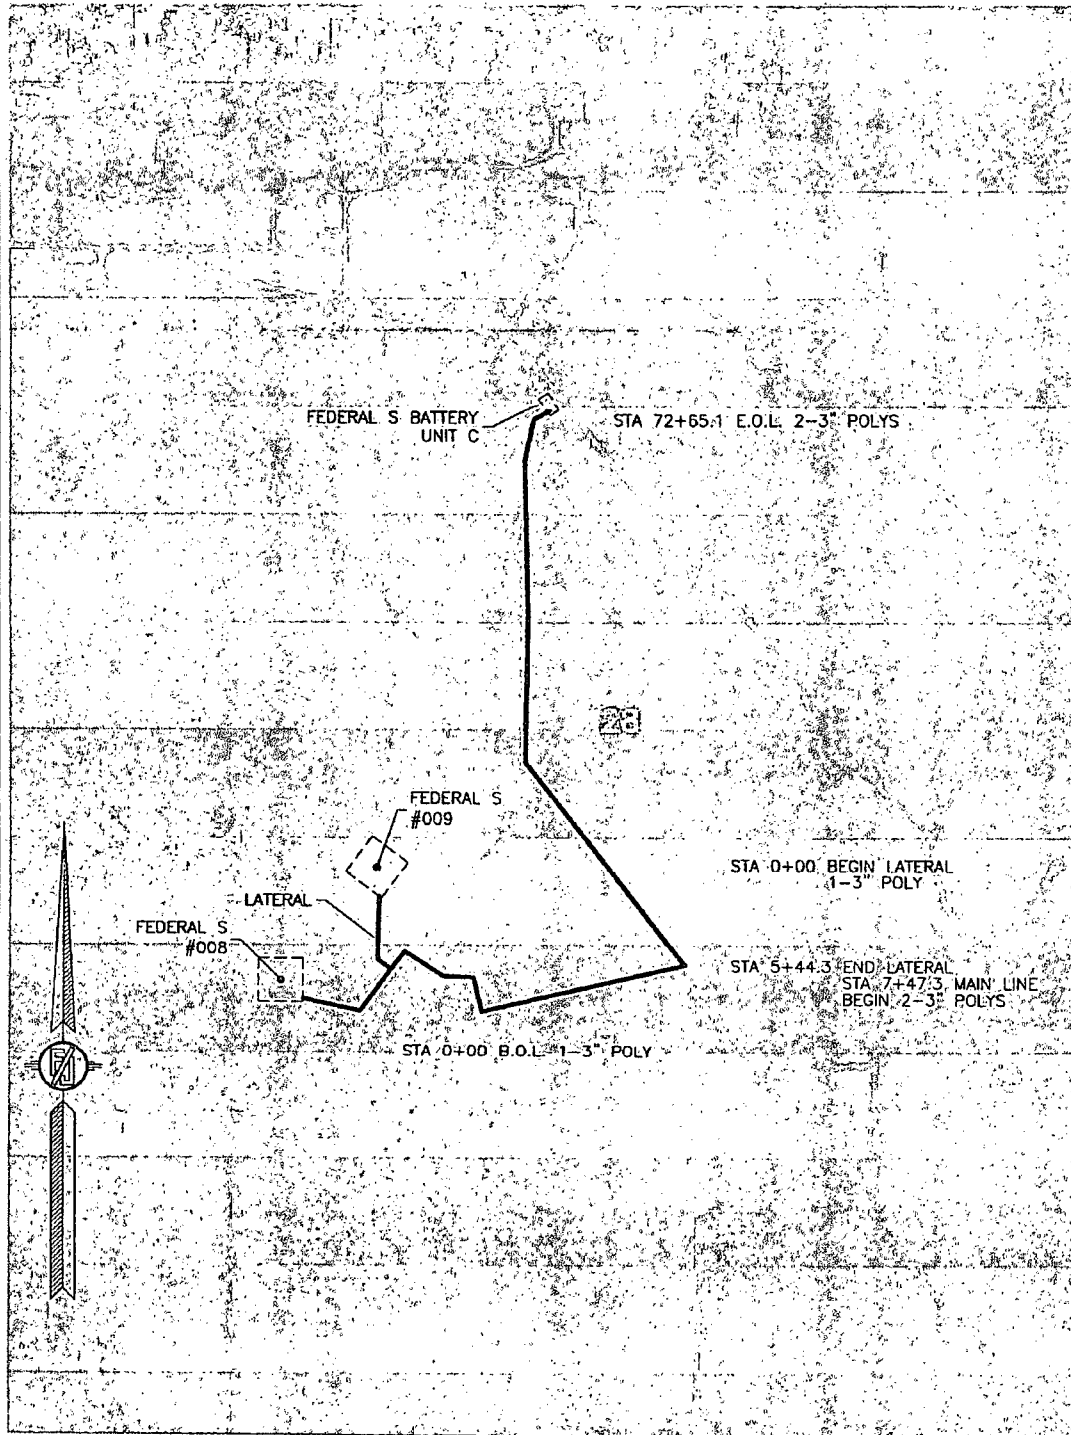 FEDERAL S BATTERY
UNIT C
STA 72+65.1 E.O.L. 2-3" POLYS
28
FEDERAL S
#009
STA 0+00 BEGIN LATERAL
1-3" POLY
LATERAL
FEDERAL S
#008
STA 5+44.3 END LATERAL
STA 7+47.3 MAIN LINE
BEGIN 2-3" POLYS
STA 0+00 B.O.L. 1-3" POLY